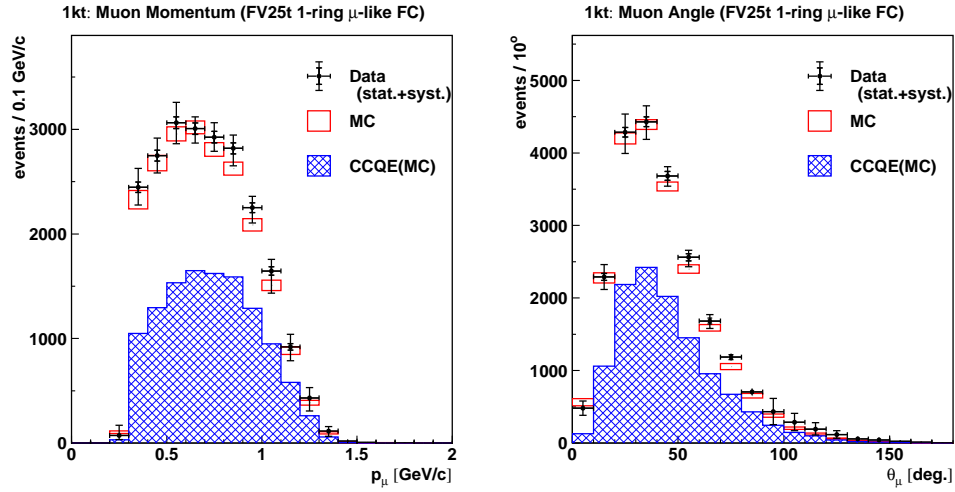 1kt: Muon Momentum (FV25t 1-ring μ-like FC)
events / 0.1 GeV/c
3000
2000
1000
0
0
0.5
1
1.5
2
pμ [GeV/c]
Data
(stat.+syst.)
MC
CCQE(MC)
1kt: Muon Angle (FV25t 1-ring μ-like FC)
events / 10°
5000
4000
3000
2000
1000
0
0
50
100
150
θμ [deg.]
Data
(stat.+syst.)
MC
CCQE(MC)